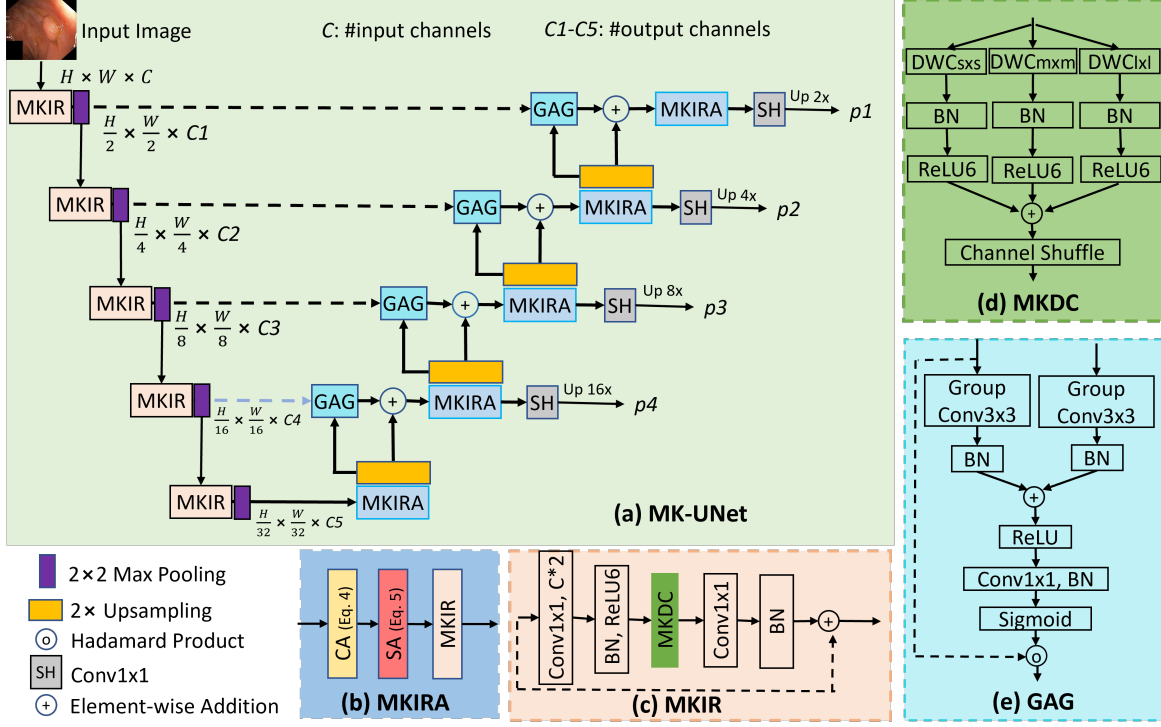 Input Image
C: #input channels
C1-C5: #output channels
H × W × C
MKIR
H/2 × W/2 × C1
GAG
+
MKIRA
SH
Up 2x
p1
MKIR
H/4 × W/4 × C2
GAG
+
MKIRA
SH
Up 4x
p2
MKIR
H/8 × W/8 × C3
GAG
+
MKIRA
SH
Up 8x
p3
MKIR
H/16 × W/16 × C4
GAG
+
MKIRA
SH
Up 16x
p4
MKIR
H/32 × W/32 × C5
MKIRA
(a) MK-UNet
2×2 Max Pooling
2× Upsampling
o
Hadamard Product
SH
Conv1x1
+
Element-wise Addition
CA (Eq. 4)
SA (Eq. 5)
MKIR
(b) MKIRA
Conv1x1, C*2
BN, ReLU6
MKDC
Conv1x1
BN
+
(c) MKIR
DWCsxs
DWCmxm
DWClxl
BN
BN
BN
ReLU6
ReLU6
ReLU6
+
Channel Shuffle
(d) MKDC
Group
Conv3x3
Group
Conv3x3
BN
BN
+
ReLU
Conv1x1, BN
Sigmoid
o
(e) GAG